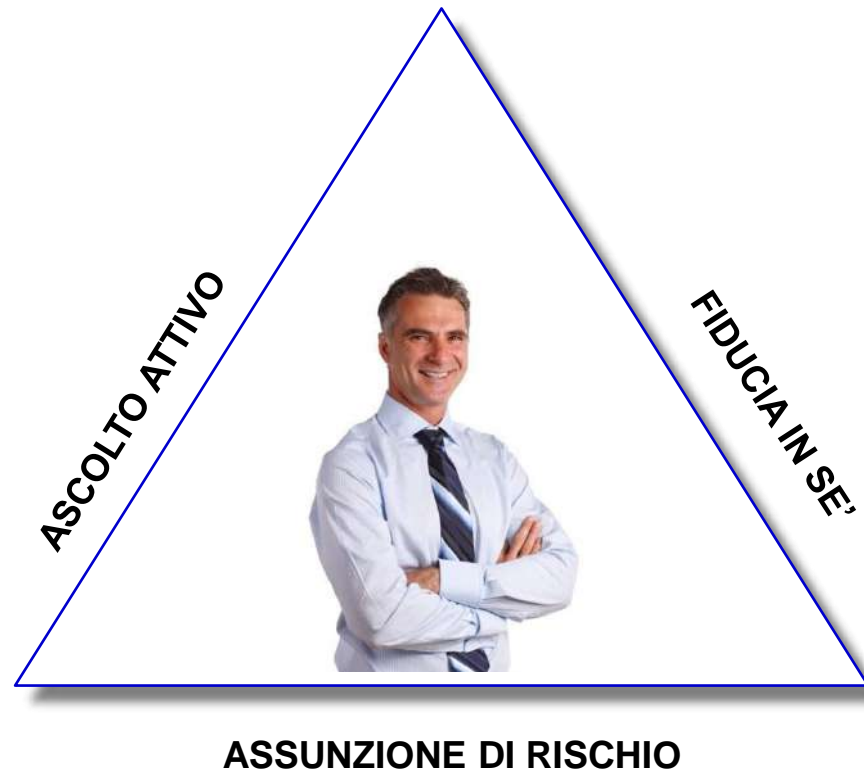 ASCOLTO ATTIVO
FIDUCIA IN SE’
ASSUNZIONE DI RISCHIO